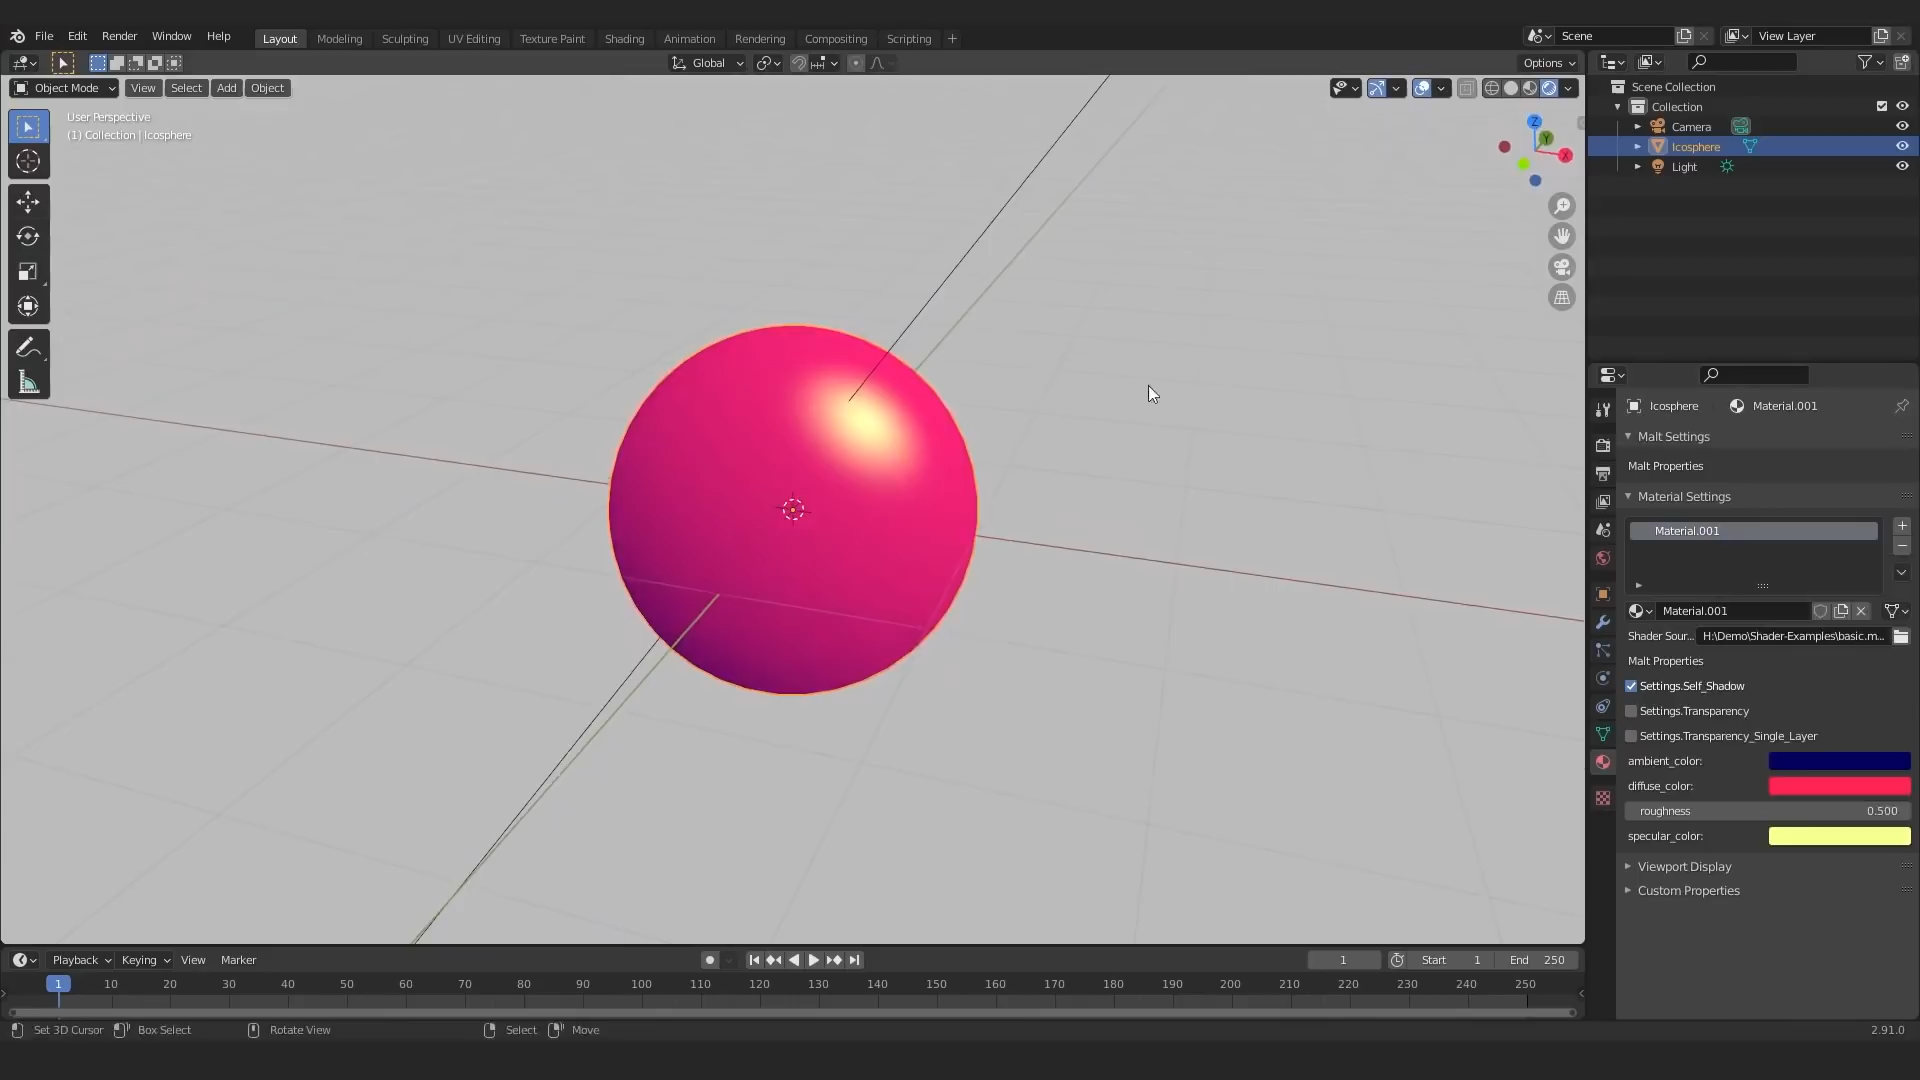 File Edit Render Window Help Layout Modeling Sculpting UV Editing Texture Paint Shading Animation Rendering Compositing Scripting + Scene View Layer
Global Options
Object Mode View Select Add Object
User Perspective
(1) Collection | Icosphere
Z
Y
X
Scene Collection
Collection
Camera
Icosphere
Light
Icosphere Material.001
Malt Settings
Malt Properties
Material Settings
Material.001
Material.001
Shader Sour... H:\Demo\Shader-Examples\basic.m...
Malt Properties
Settings.Self_Shadow
Settings.Transparency
Settings.Transparency_Single_Layer
ambient_color:
diffuse_color:
roughness 0.500
specular_color:
Viewport Display
Custom Properties
Playback Keying View Marker 1 Start 1 End 250
1 10 20 30 40 50 60 70 80 90 100 110 120 130 140 150 160 170 180 190 200 210 220 230 240 250
Set 3D Cursor Box Select Rotate View Select Move 2.91.0